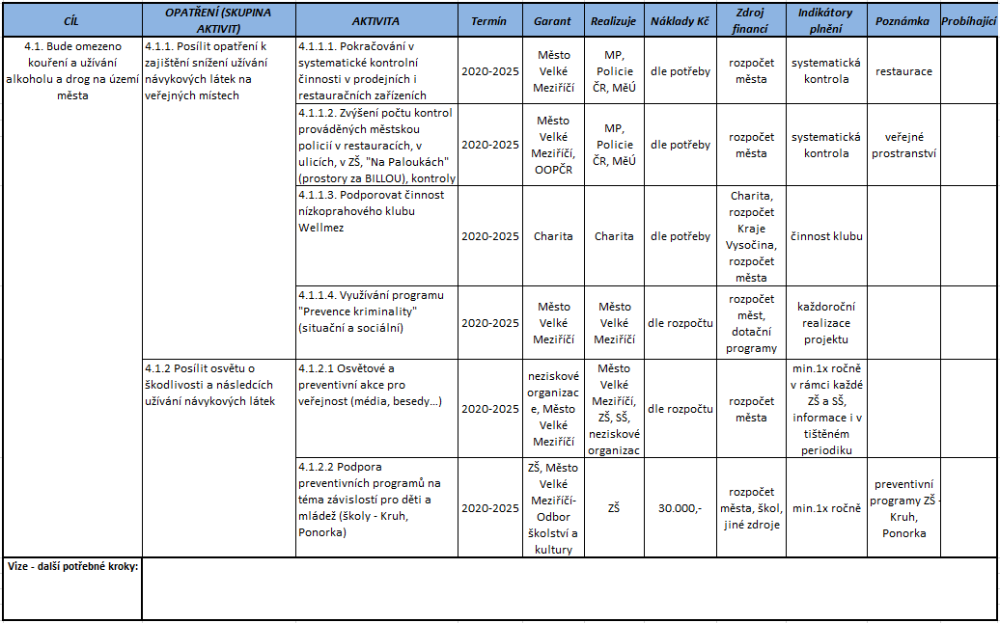 CÍL
OPATŘENÍ (SKUPINA
AKTIVIT)
AKTIVITA
Termín
Garant
Realizuje
Náklady Kč
Zdroj
financí
Indikátory
plnění
Poznámka
Probíhající
4.1. Bude omezeno
kouření a užívání
alkoholu a drog na území
města
4.1.1. Posílit opatření k
zajištění snížení užívání
návykových látek na
veřejných místech
4.1.1.1. Pokračování v
systematické kontrolní
činnosti v prodejních i
restauračních zařízeních
2020-2025
Město
Velké
Meziříčí
MP,
Policie
ČR, MěÚ
dle potřeby
rozpočet
města
systematická
kontrola
restaurace
4.1.1.2. Zvýšení počtu kontrol
prováděných městskou
policií v restauracích, v
ulicích, v ZŠ, "Na Paloukách"
(prostory za BILLOU), kontroly
2020-2025
Město
Velké
Meziříčí,
OOPČR
MP,
Policie
ČR, MěÚ
dle potřeby
rozpočet
města
systematická
kontrola
veřejné
prostranství
4.1.1.3. Podporovat činnost
nízkoprahového klubu
Wellmez
2020-2025
Charita
Charita
dle potřeby
Charita,
rozpočet
Kraje
Vysočina,
rozpočet
města
činnost klubu
4.1.1.4. Využívání programu
"Prevence kriminality"
(situační a sociální)
2020-2025
Město
Velké
Meziříčí
Město
Velké
Meziříčí
dle rozpočtu
rozpočet
měst,
dotační
programy
každoroční
realizace
projektu
4.1.2 Posílit osvětu o
škodlivosti a následcích
užívání návykových látek
4.1.2.1 Osvětové a
preventivní akce pro
veřejnost (média, besedy...)
2020-2025
neziskové
organizac
e, Město
Velké
Meziříčí
Město
Velké
Meziříčí,
ZŠ, SŠ,
neziskové
organizac
dle rozpočtu
rozpočet
města
min.1x ročně
v rámci každé
ZŠ a SŠ,
informace i v
tištěném
periodiku
4.1.2.2 Podpora
preventivních programů na
téma závislostí pro děti a
mládež (školy - Kruh,
Ponorka)
2020-2025
ZŠ, Město
Velké
Meziříčí-
Odbor
školství a
kultury
ZŠ
30.000,-
rozpočet
města, škol,
jiné zdroje
min.1x ročně
preventivní
programy ZŠ -
Kruh,
Ponorka
Vize - další potřebné kroky: